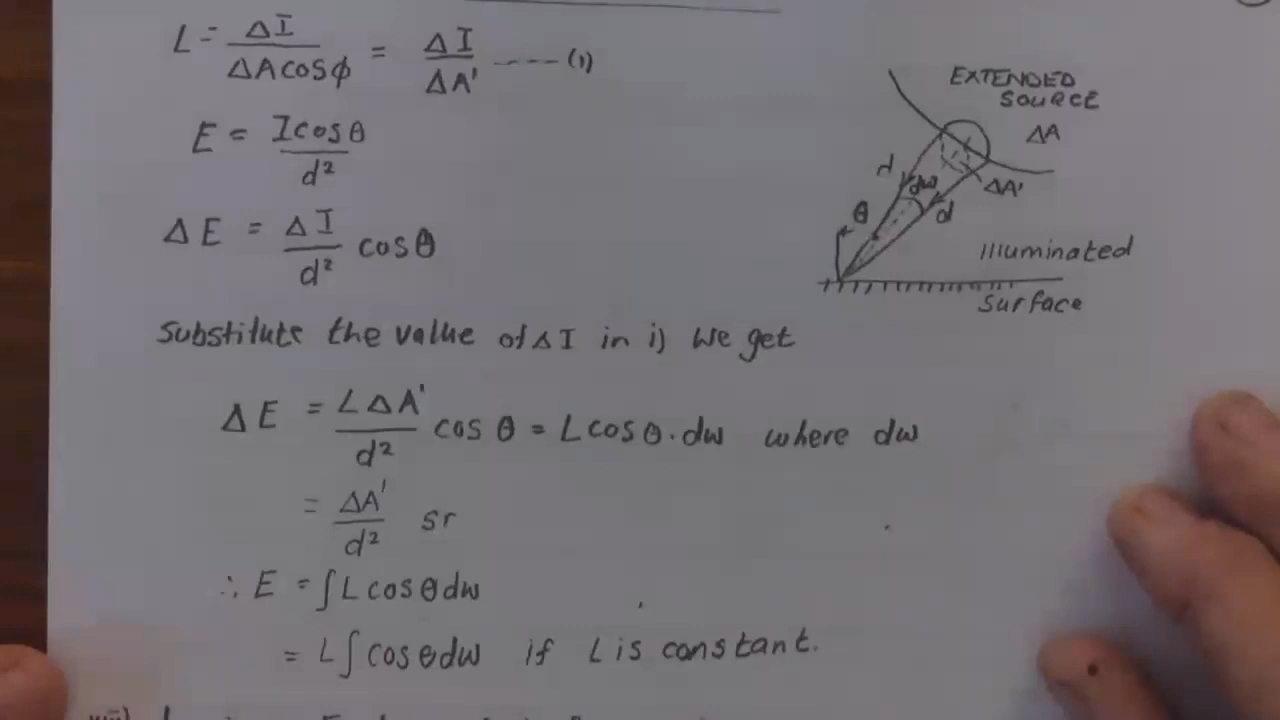 L = ΔI / ΔA cosϕ = ΔI / ΔA' ---- (1)
E = I cosθ / d²
ΔE = ΔI / d² cosθ
Substitute the value of ΔI in i) We get
ΔE = LΔA' / d² cosθ = L cosθ . dw where dw
= ΔA' / d² sr
∴ E = ∫ L cosθ dw
= L ∫ cosθ dw if L is constant.
EXTENDED
SOURCE
ΔA
d
dw
ΔA'
θ
d
Illuminated
Surface